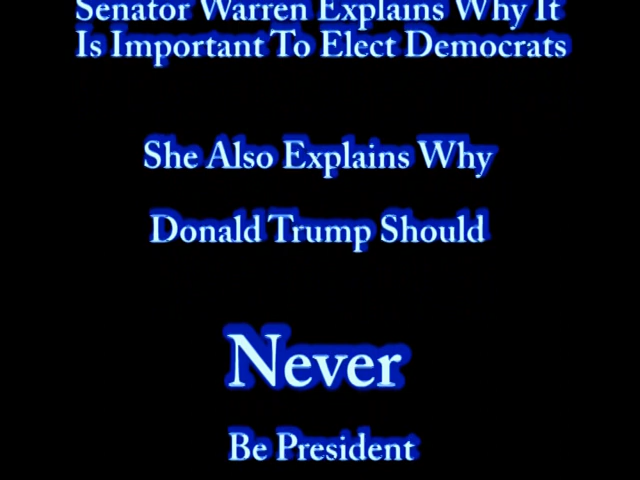 Senator Warren Explains Why It
Is Important To Elect Democrats
She Also Explains Why
Donald Trump Should
Never
Be President